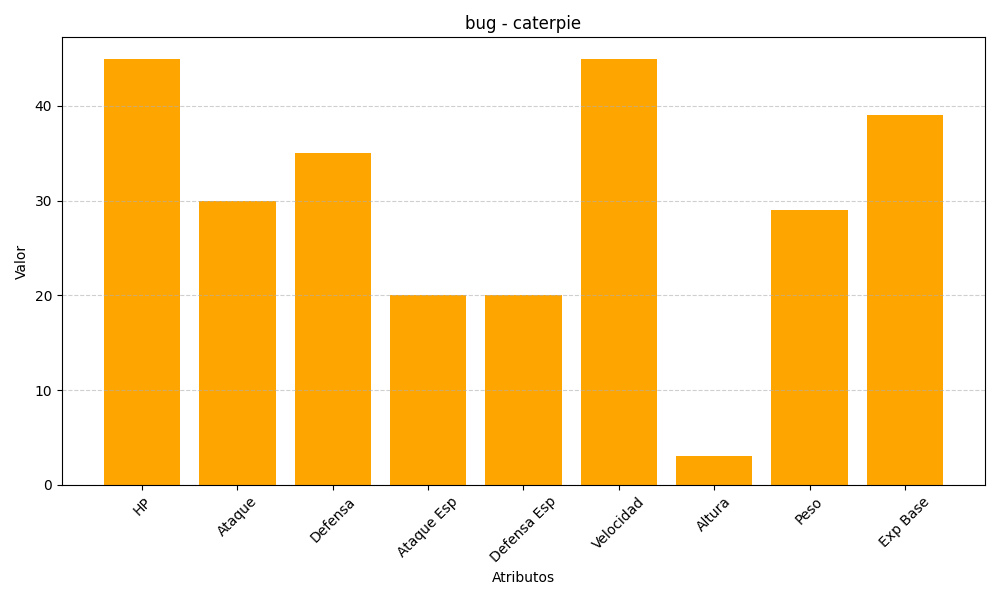 bug - caterpie
Valor
40
30
20
10
0
HP
Ataque
Defensa
Ataque Esp
Defensa Esp
Velocidad
Altura
Peso
Exp Base
Atributos